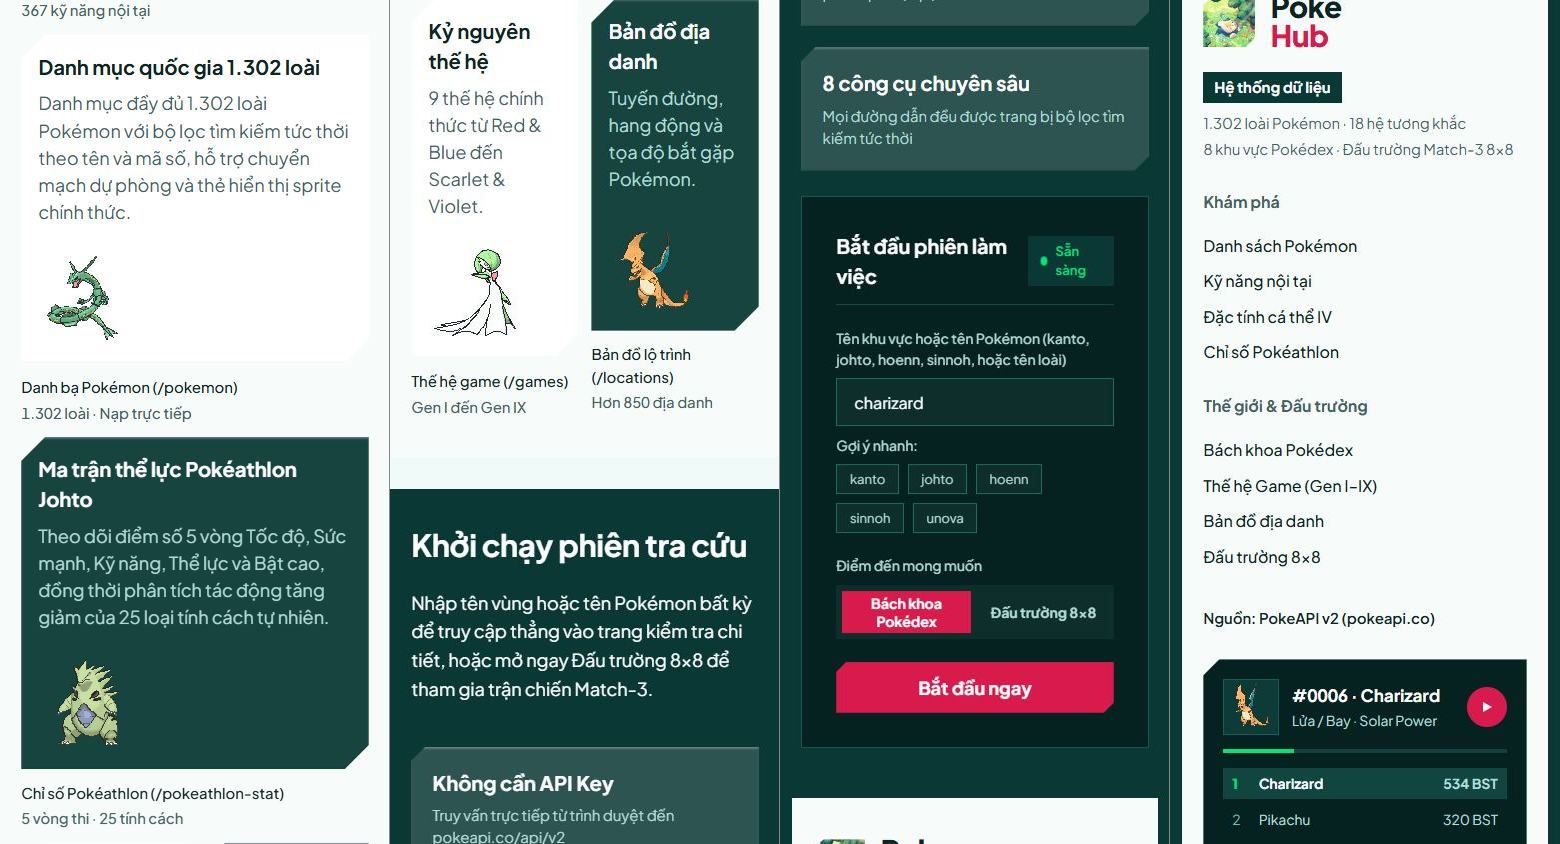 367 kỹ năng nội tại
Danh mục quốc gia 1.302 loài
Danh mục đầy đủ 1.302 loài
Pokémon với bộ lọc tìm kiếm tức thời
theo tên và mã số, hỗ trợ chuyển
mạch dự phòng và thẻ hiển thị sprite
chính thức.
Danh bạ Pokémon (/pokemon)
1.302 loài · Nạp trực tiếp
Ma trận thể lực Pokéathlon
Johto
Theo dõi điểm số 5 vòng Tốc độ, Sức
mạnh, Kỹ năng, Thể lực và Bật cao,
đồng thời phân tích tác động tăng
giảm của 25 loại tính cách tự nhiên.
Chỉ số Pokéathlon (/pokeathlon-stat)
5 vòng thi · 25 tính cách
Kỷ nguyên
thế hệ
9 thế hệ chính
thức từ Red &
Blue đến
Scarlet &
Violet.
Thế hệ game (/games)
Gen I đến Gen IX
Bản đồ địa
danh
Tuyến đường,
hang động và
tọa độ bắt gặp
Pokémon.
Bản đồ lộ trình
(/locations)
Hơn 850 địa danh
Khởi chạy phiên tra cứu
Nhập tên vùng hoặc tên Pokémon bất kỳ
để truy cập thẳng vào trang kiểm tra chi
tiết, hoặc mở ngay Đấu trường 8×8 để
tham gia trận chiến Match-3.
Không cần API Key
Truy vấn trực tiếp từ trình duyệt đến
pokeapi.co/api/v2
8 công cụ chuyên sâu
Mọi đường dẫn đều được trang bị bộ lọc tìm
kiếm tức thời
Bắt đầu phiên làm
việc
Sẵn
sàng
Tên khu vực hoặc tên Pokémon (kanto,
johto, hoenn, sinnoh, hoặc tên loài)
charizard
Gợi ý nhanh:
kanto
johto
hoenn
sinnoh
unova
Điểm đến mong muốn
Bách khoa
Pokédex
Đấu trường 8×8
Bắt đầu ngay
Poke
Hub
Hệ thống dữ liệu
1.302 loài Pokémon · 18 hệ tương khắc
8 khu vực Pokédex · Đấu trường Match-3 8×8
Khám phá
Danh sách Pokémon
Kỹ năng nội tại
Đặc tính cá thể IV
Chỉ số Pokéathlon
Thế giới & Đấu trường
Bách khoa Pokédex
Thế hệ Game (Gen I–IX)
Bản đồ địa danh
Đấu trường 8×8
Nguồn: PokeAPI v2 (pokeapi.co)
#0006 · Charizard
Lửa / Bay · Solar Power
1 Charizard 534 BST
2 Pikachu 320 BST